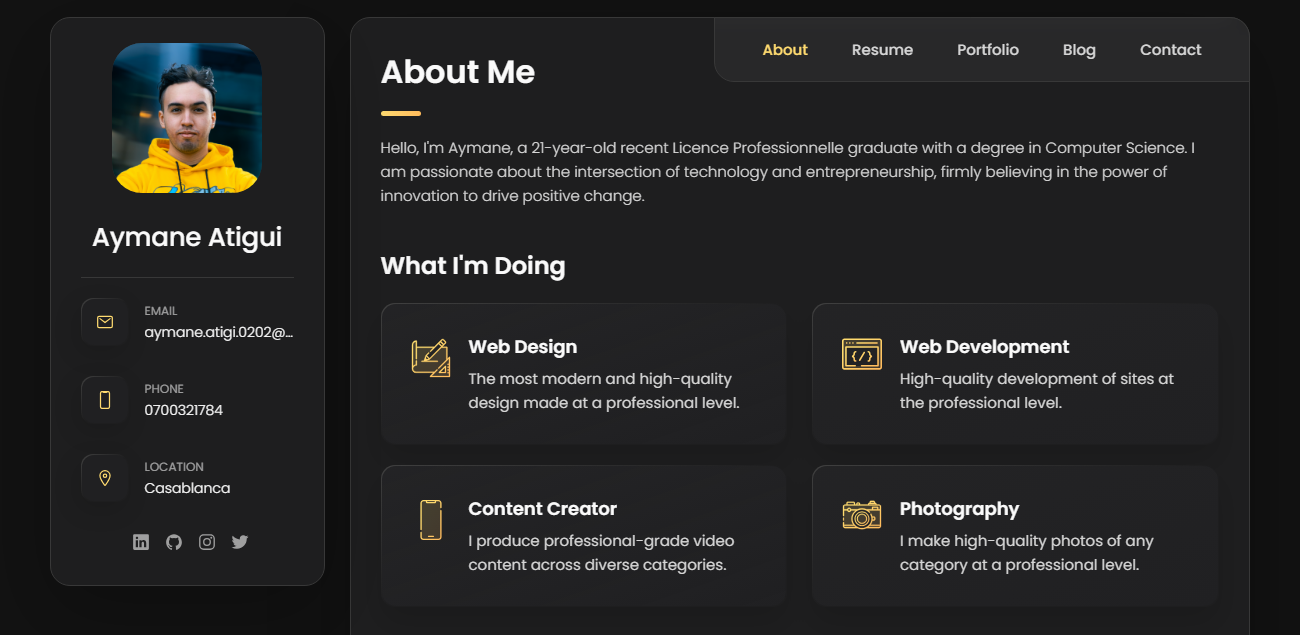 Aymane Atigui
EMAIL
aymane.atigi.0202@...
PHONE
0700321784
LOCATION
Casablanca
About Resume Portfolio Blog Contact
About Me
Hello, I'm Aymane, a 21-year-old recent Licence Professionnelle graduate with a degree in Computer Science. I
am passionate about the intersection of technology and entrepreneurship, firmly believing in the power of
innovation to drive positive change.
What I'm Doing
Web Design
The most modern and high-quality
design made at a professional level.
Web Development
High-quality development of sites at
the professional level.
Content Creator
I produce professional-grade video
content across diverse categories.
Photography
I make high-quality photos of any
category at a professional level.